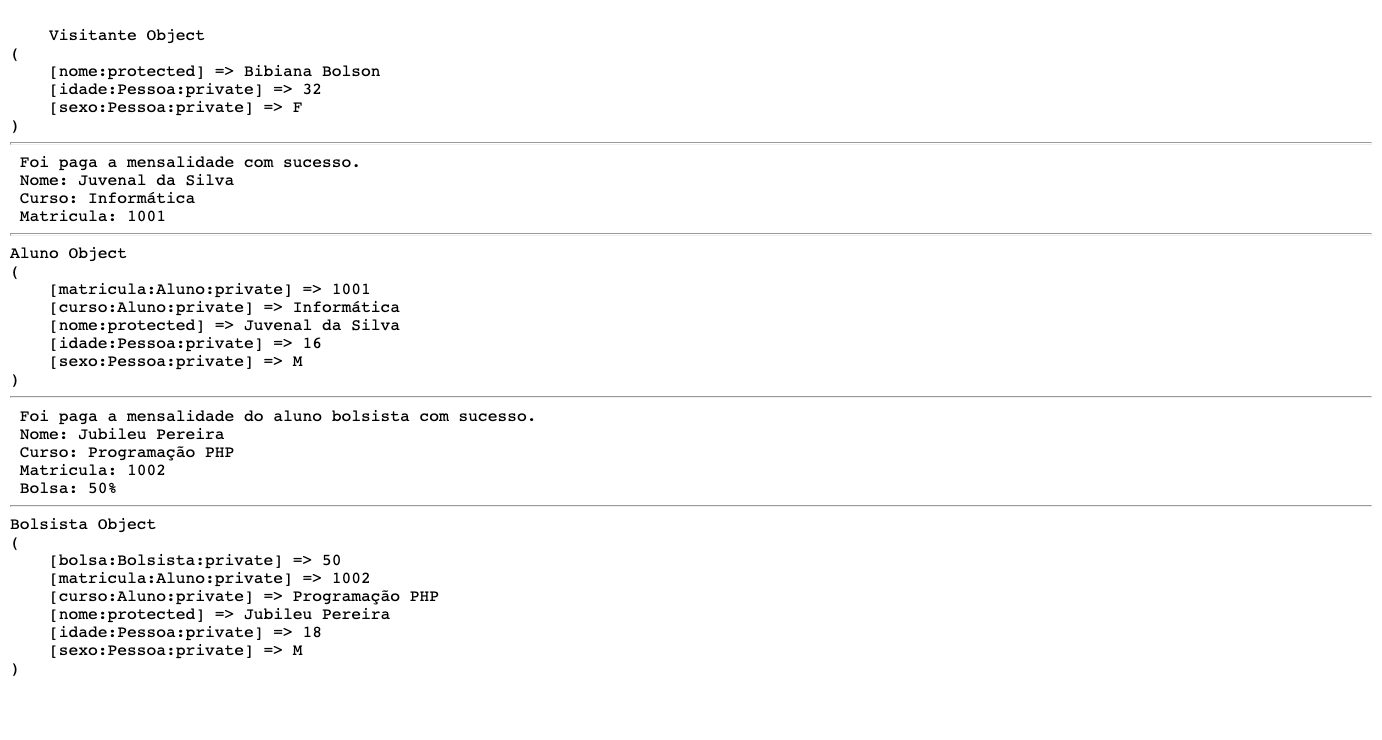 Visitante Object
(
[nome:protected] => Bibiana Bolson
[idade:Pessoa:private] => 32
[sexo:Pessoa:private] => F
)
Foi paga a mensalidade com sucesso.
Nome: Juvenal da Silva
Curso: Informática
Matricula: 1001
Aluno Object
(
[matricula:Aluno:private] => 1001
[curso:Aluno:private] => Informática
[nome:protected] => Juvenal da Silva
[idade:Pessoa:private] => 16
[sexo:Pessoa:private] => M
)
Foi paga a mensalidade do aluno bolsista com sucesso.
Nome: Jubileu Pereira
Curso: Programação PHP
Matricula: 1002
Bolsa: 50%
Bolsista Object
(
[bolsa:Bolsista:private] => 50
[matricula:Aluno:private] => 1002
[curso:Aluno:private] => Programação PHP
[nome:protected] => Jubileu Pereira
[idade:Pessoa:private] => 18
[sexo:Pessoa:private] => M
)